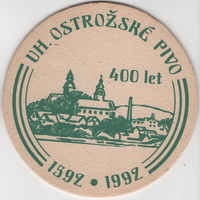 UH. OSTROŽSKÉ PIVO
400 let
1592 • 1992